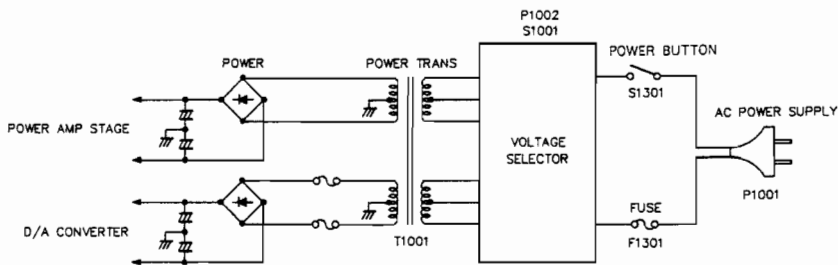 P1002
S1001
POWER
POWER TRANS
POWER BUTTON
S1301
AC POWER SUPPLY
POWER AMP STAGE
VOLTAGE
SELECTOR
P1001
FUSE
F1301
D/A CONVERTER
T1001